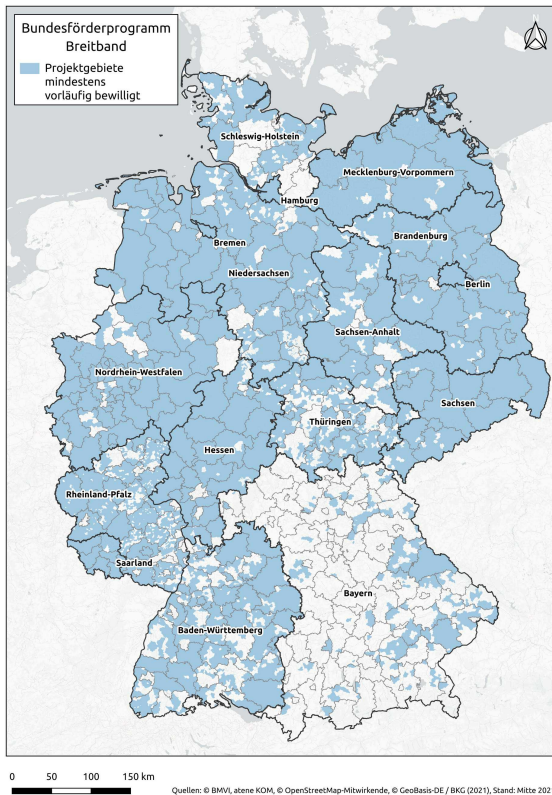 Bundesförderprogramm
Breitband
Projektgebiete
mindestens
vorläufig bewilligt
N
Schleswig-Holstein
Mecklenburg-Vorpommern
Hamburg
Brandenburg
Bremen
Niedersachsen
Berlin
Sachsen-Anhalt
Nordrhein-Westfalen
Sachsen
Thüringen
Hessen
Rheinland-Pfalz
Saarland
Bayern
Baden-Württemberg
0 50 100 150 km
Quellen: © BMVI, atene KOM, © OpenStreetMap-Mitwirkende, © GeoBasis-DE / BKG (2021), Stand: Mitte 202